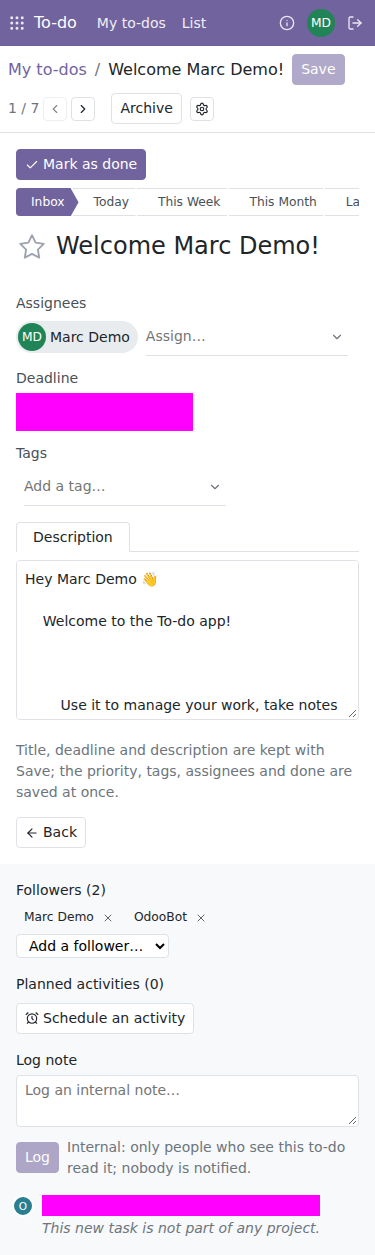 To-do My to-dos List MD
My to-dos / Welcome Marc Demo! Save
1 / 7 Archive
Mark as done
Inbox Today This Week This Month La
Welcome Marc Demo!
Assignees
MD Marc Demo Assign...
Deadline
Tags
Add a tag...
Description
Hey Marc Demo 👋
Welcome to the To-do app!
Use it to manage your work, take notes
Title, deadline and description are kept with
Save; the priority, tags, assignees and done are
saved at once.
Back
Followers (2)
Marc Demo OdooBot
Add a follower...
Planned activities (0)
Schedule an activity
Log note
Log an internal note...
Log Internal: only people who see this to-do
read it; nobody is notified.
O
This new task is not part of any project.